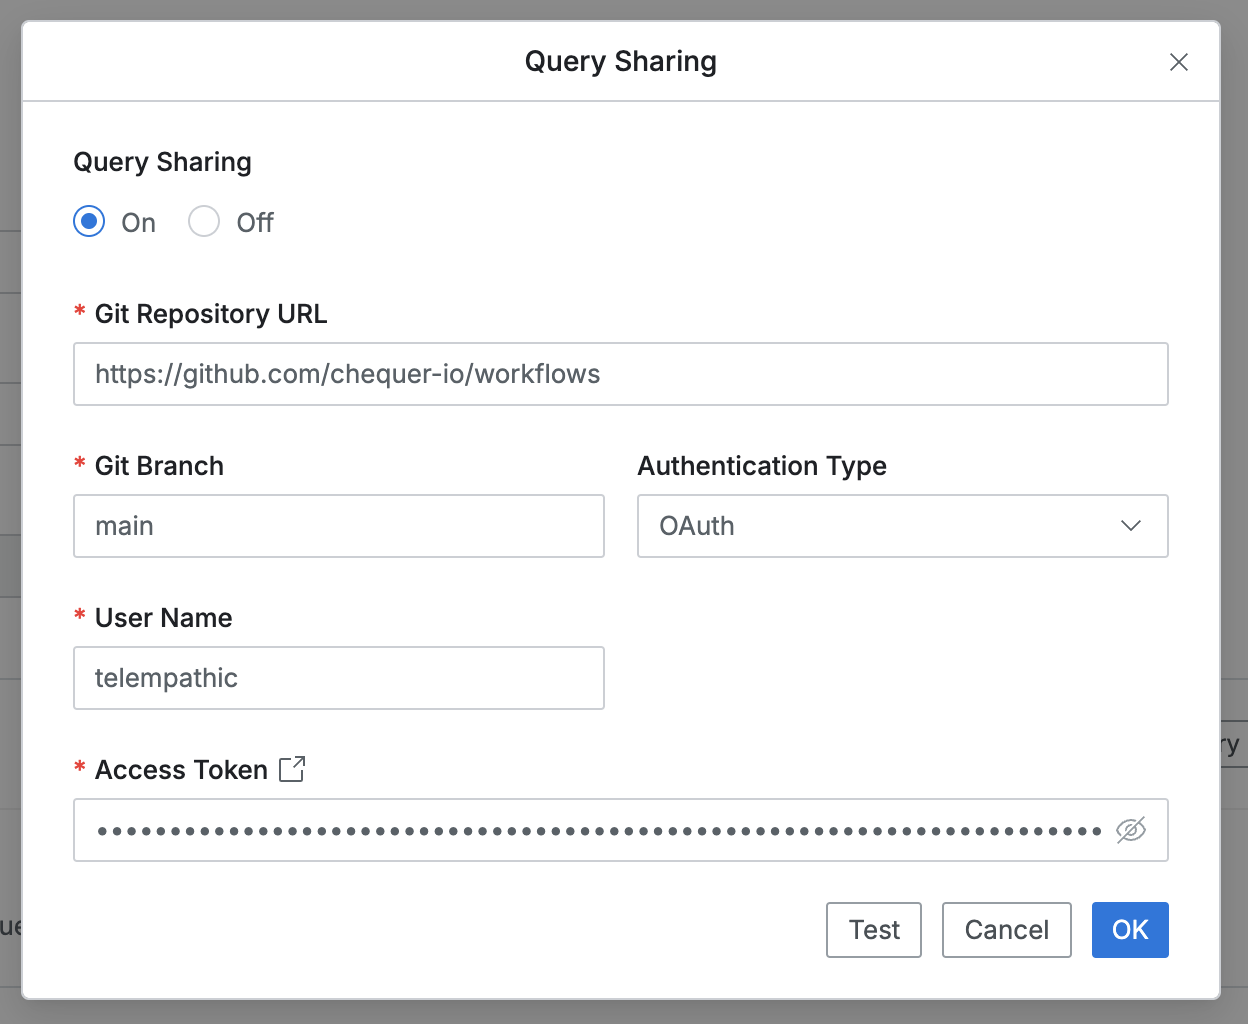 Query Sharing
Query Sharing
On Off
* Git Repository URL
https://github.com/chequer-io/workflows
* Git Branch Authentication Type
main OAuth
* User Name
telempathic
* Access Token
••••••••••••••••••••••••••••••••••••••••••••••••••••••••••••••••••••
Test Cancel OK